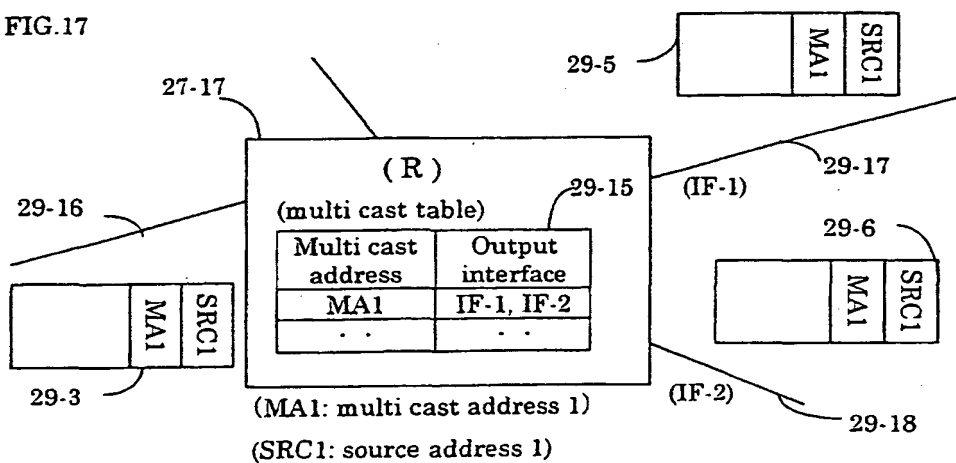 FIG.17
29-5
MA1
SRC1
27-17
(R)
29-15
(IF-1)
29-17
29-16
(multi cast table)
Multi cast address
Output interface
MA1
IF-1, IF-2
. .
. .
29-6
MA1
SRC1
MA1
SRC1
29-3
(IF-2)
29-18
(MA1: multi cast address 1)
(SRC1: source address 1)